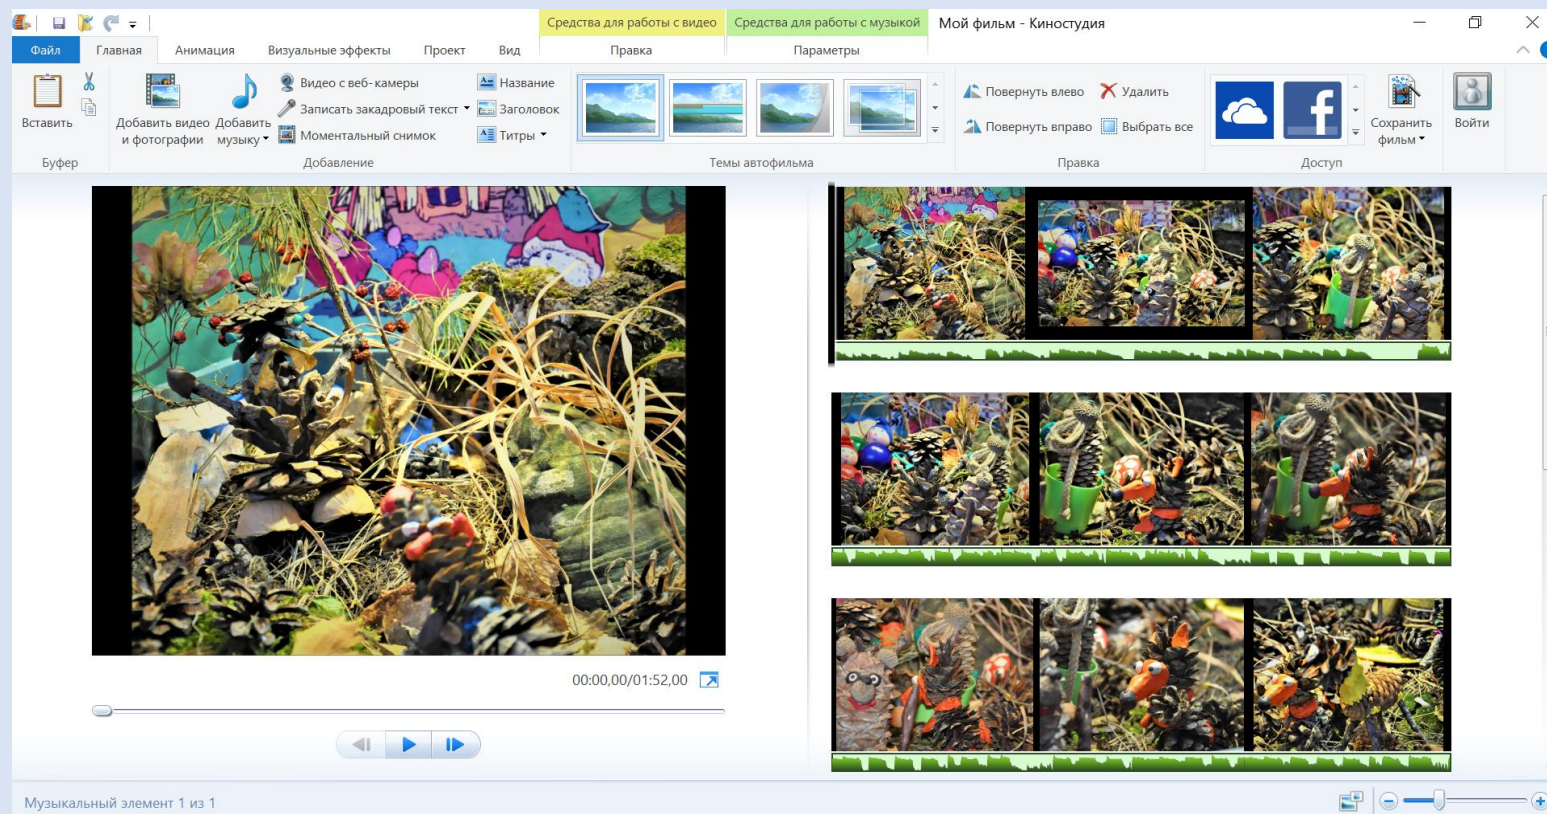 Средства для работы с видео
Средства для работы с музыкой
Мой фильм - Киностудия
Файл
Главная
Анимация
Визуальные эффекты
Проект
Вид
Правка
Параметры
Вставить
Буфер
Добавить видео
и фотографии
Добавить
музыку
Видео с веб-камеры
Записать закадровый текст
Моментальный снимок
Название
Заголовок
Титры
Добавление
Темы автофильма
Повернуть влево
Повернуть вправо
Удалить
Выбрать все
Правка
f
Доступ
Сохранить
фильм
Войти
00:00,00/01:52,00
Музыкальный элемент 1 из 1